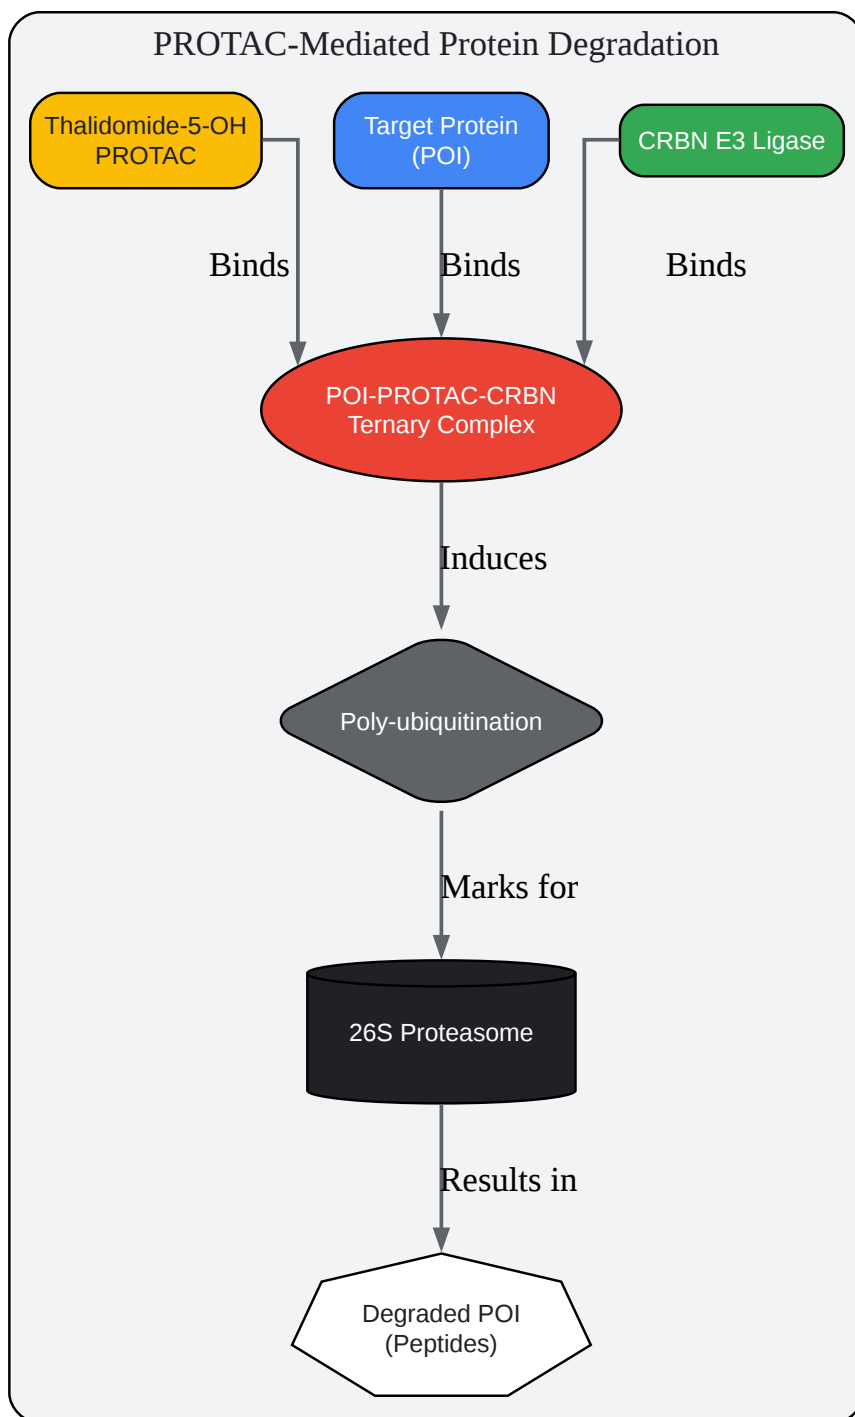 PROTAC-Mediated Protein Degradation
Thalidomide-5-OH
PROTAC
Target Protein
(POI)
CRBN E3 Ligase
Binds
Binds
Binds
POI-PROTAC-CRBN
Ternary Complex
Induces
Poly-ubiquitination
Marks for
26S Proteasome
Results in
Degraded POI
(Peptides)